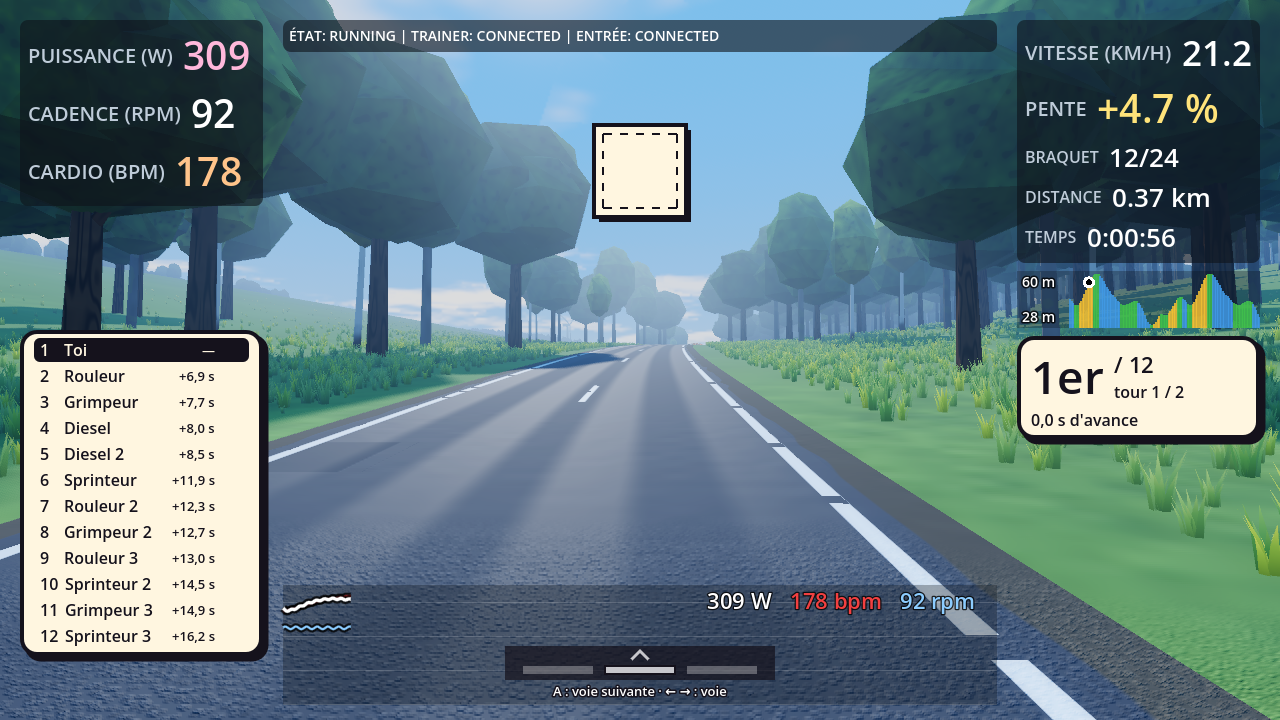 PUISSANCE (W) 309
CADENCE (RPM) 92
CARDIO (BPM) 178
ÉTAT: RUNNING | TRAINER: CONNECTED | ENTRÉE: CONNECTED
VITESSE (KM/H) 21.2
PENTE +4.7 %
BRAQUET 12/24
DISTANCE 0.37 km
TEMPS 0:00:56
60 m
28 m
1er / 12
tour 1 / 2
0,0 s d'avance
1 Toi —
2 Rouleur +6,9 s
3 Grimpeur +7,7 s
4 Diesel +8,0 s
5 Diesel 2 +8,5 s
6 Sprinteur +11,9 s
7 Rouleur 2 +12,3 s
8 Grimpeur 2 +12,7 s
9 Rouleur 3 +13,0 s
10 Sprinteur 2 +14,5 s
11 Grimpeur 3 +14,9 s
12 Sprinteur 3 +16,2 s
309 W 178 bpm 92 rpm
A : voie suivante · ← → : voie